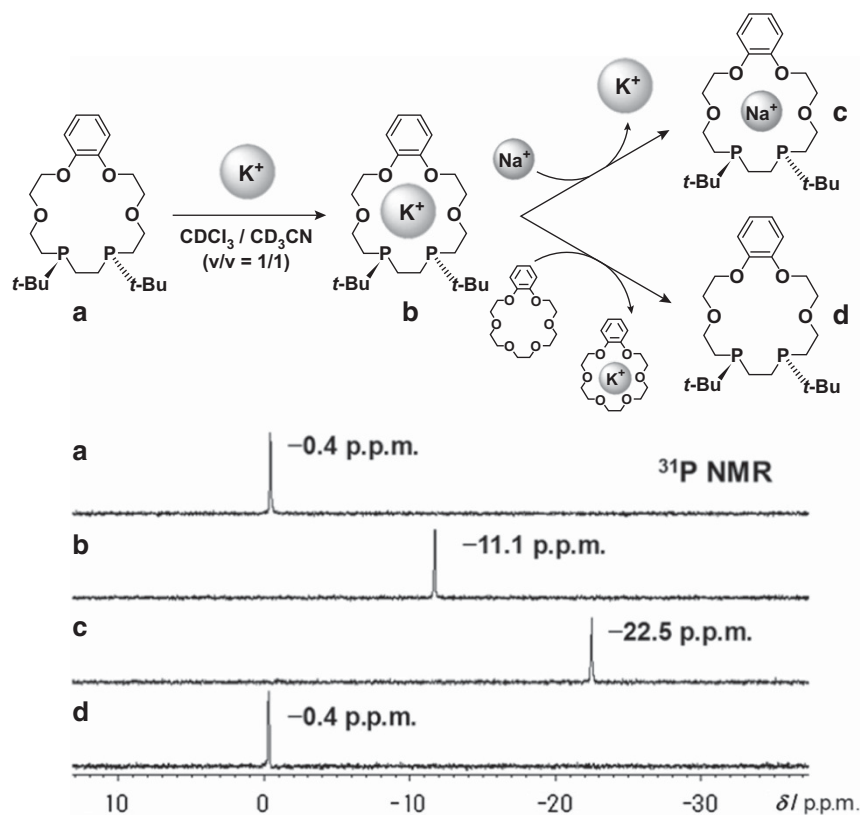 O O
O O
P P
t-Bu t-Bu
a
K+
CDCl3 / CD3CN
(v/v = 1/1)
O O
O K+ O
P P
t-Bu t-Bu
b
Na+
K+
O O
O Na+ O
P P
t-Bu t-Bu
c
O O
O O
O O
O O
O K+ O
O O
O O
O O
P P
t-Bu t-Bu
d
a
−0.4 p.p.m.
31P NMR
b
−11.1 p.p.m.
c
−22.5 p.p.m.
d
−0.4 p.p.m.
10 0 -10 -20 -30 δ/ p.p.m.